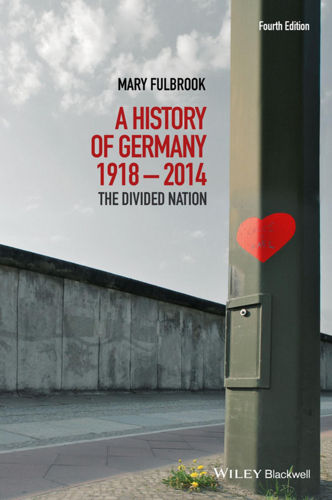 Fourth Edition
MARY FULBROOK
A HISTORY
OF GERMANY
1918 – 2014
THE DIVIDED NATION
WILEY Blackwell